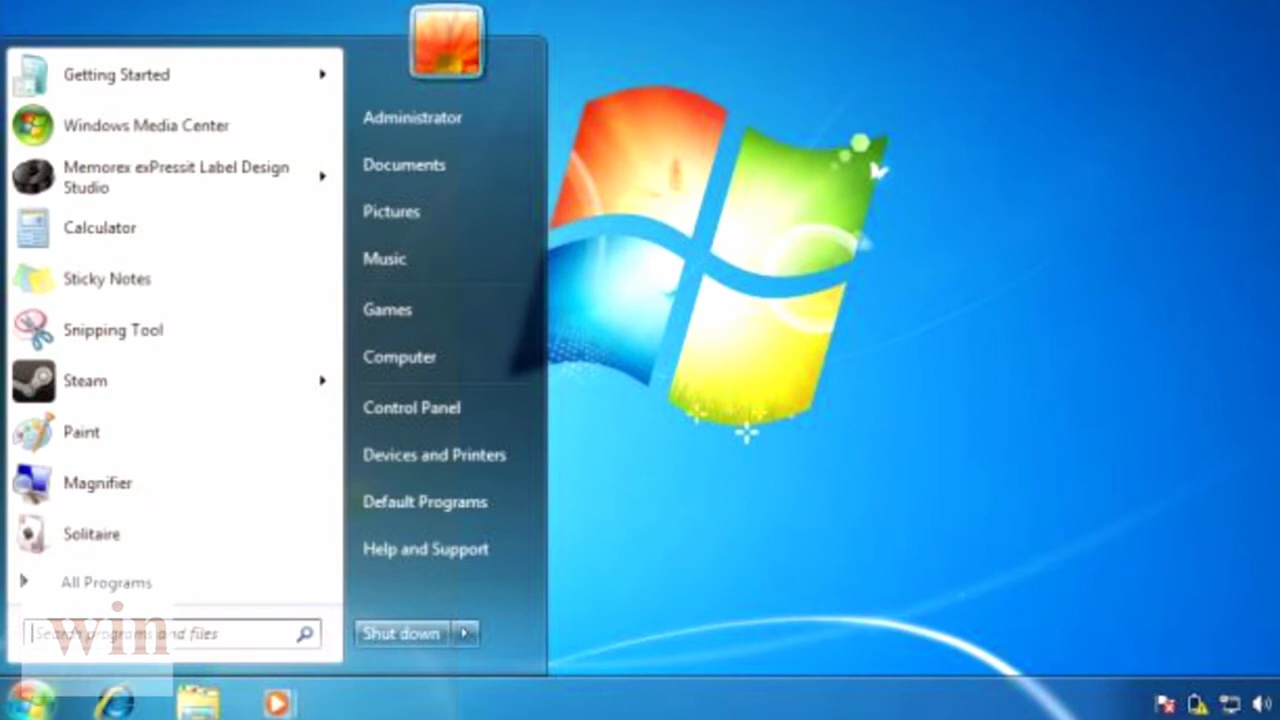 Getting Started
Windows Media Center
Memorex exPressit Label Design
Studio
Calculator
Sticky Notes
Snipping Tool
Steam
Paint
Magnifier
Solitaire
All Programs
Search programs and files
win
Administrator
Documents
Pictures
Music
Games
Computer
Control Panel
Devices and Printers
Default Programs
Help and Support
Shut down